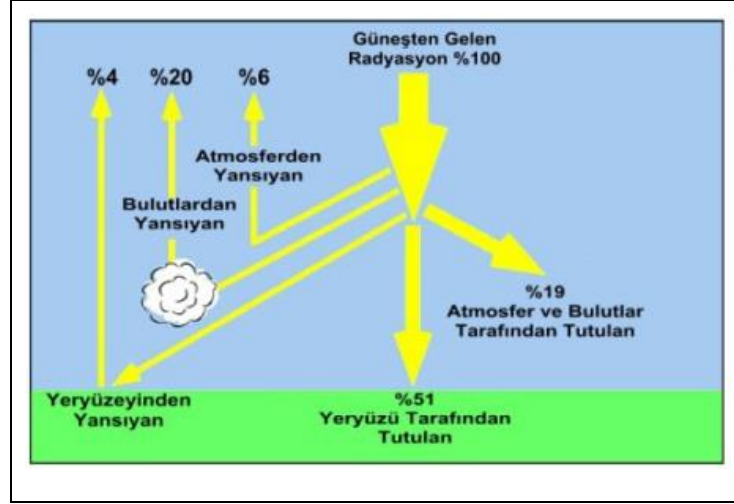 Güneşten Gelen
Radyasyon %100
%4 %20 %6
Atmosferden
Yansıyan
Bulutlardan
Yansıyan
%19
Atmosfer ve Bulutlar
Tarafından Tutulan
Yeryüzeyinden
Yansıyan
%51
Yeryüzü Tarafından
Tutulan